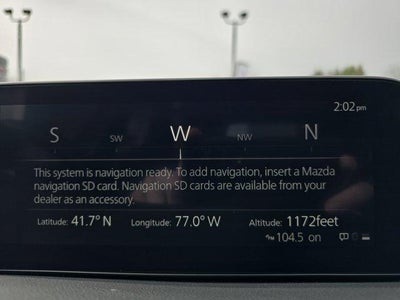 2:02pm
S SW W NW N
This system is navigation ready. To add navigation, insert a Mazda
navigation SD card. Navigation SD cards are available from your
dealer as an accessory.
Latitude: 41.7° N Longitude: 77.0° W Altitude: 1172feet
104.5 on